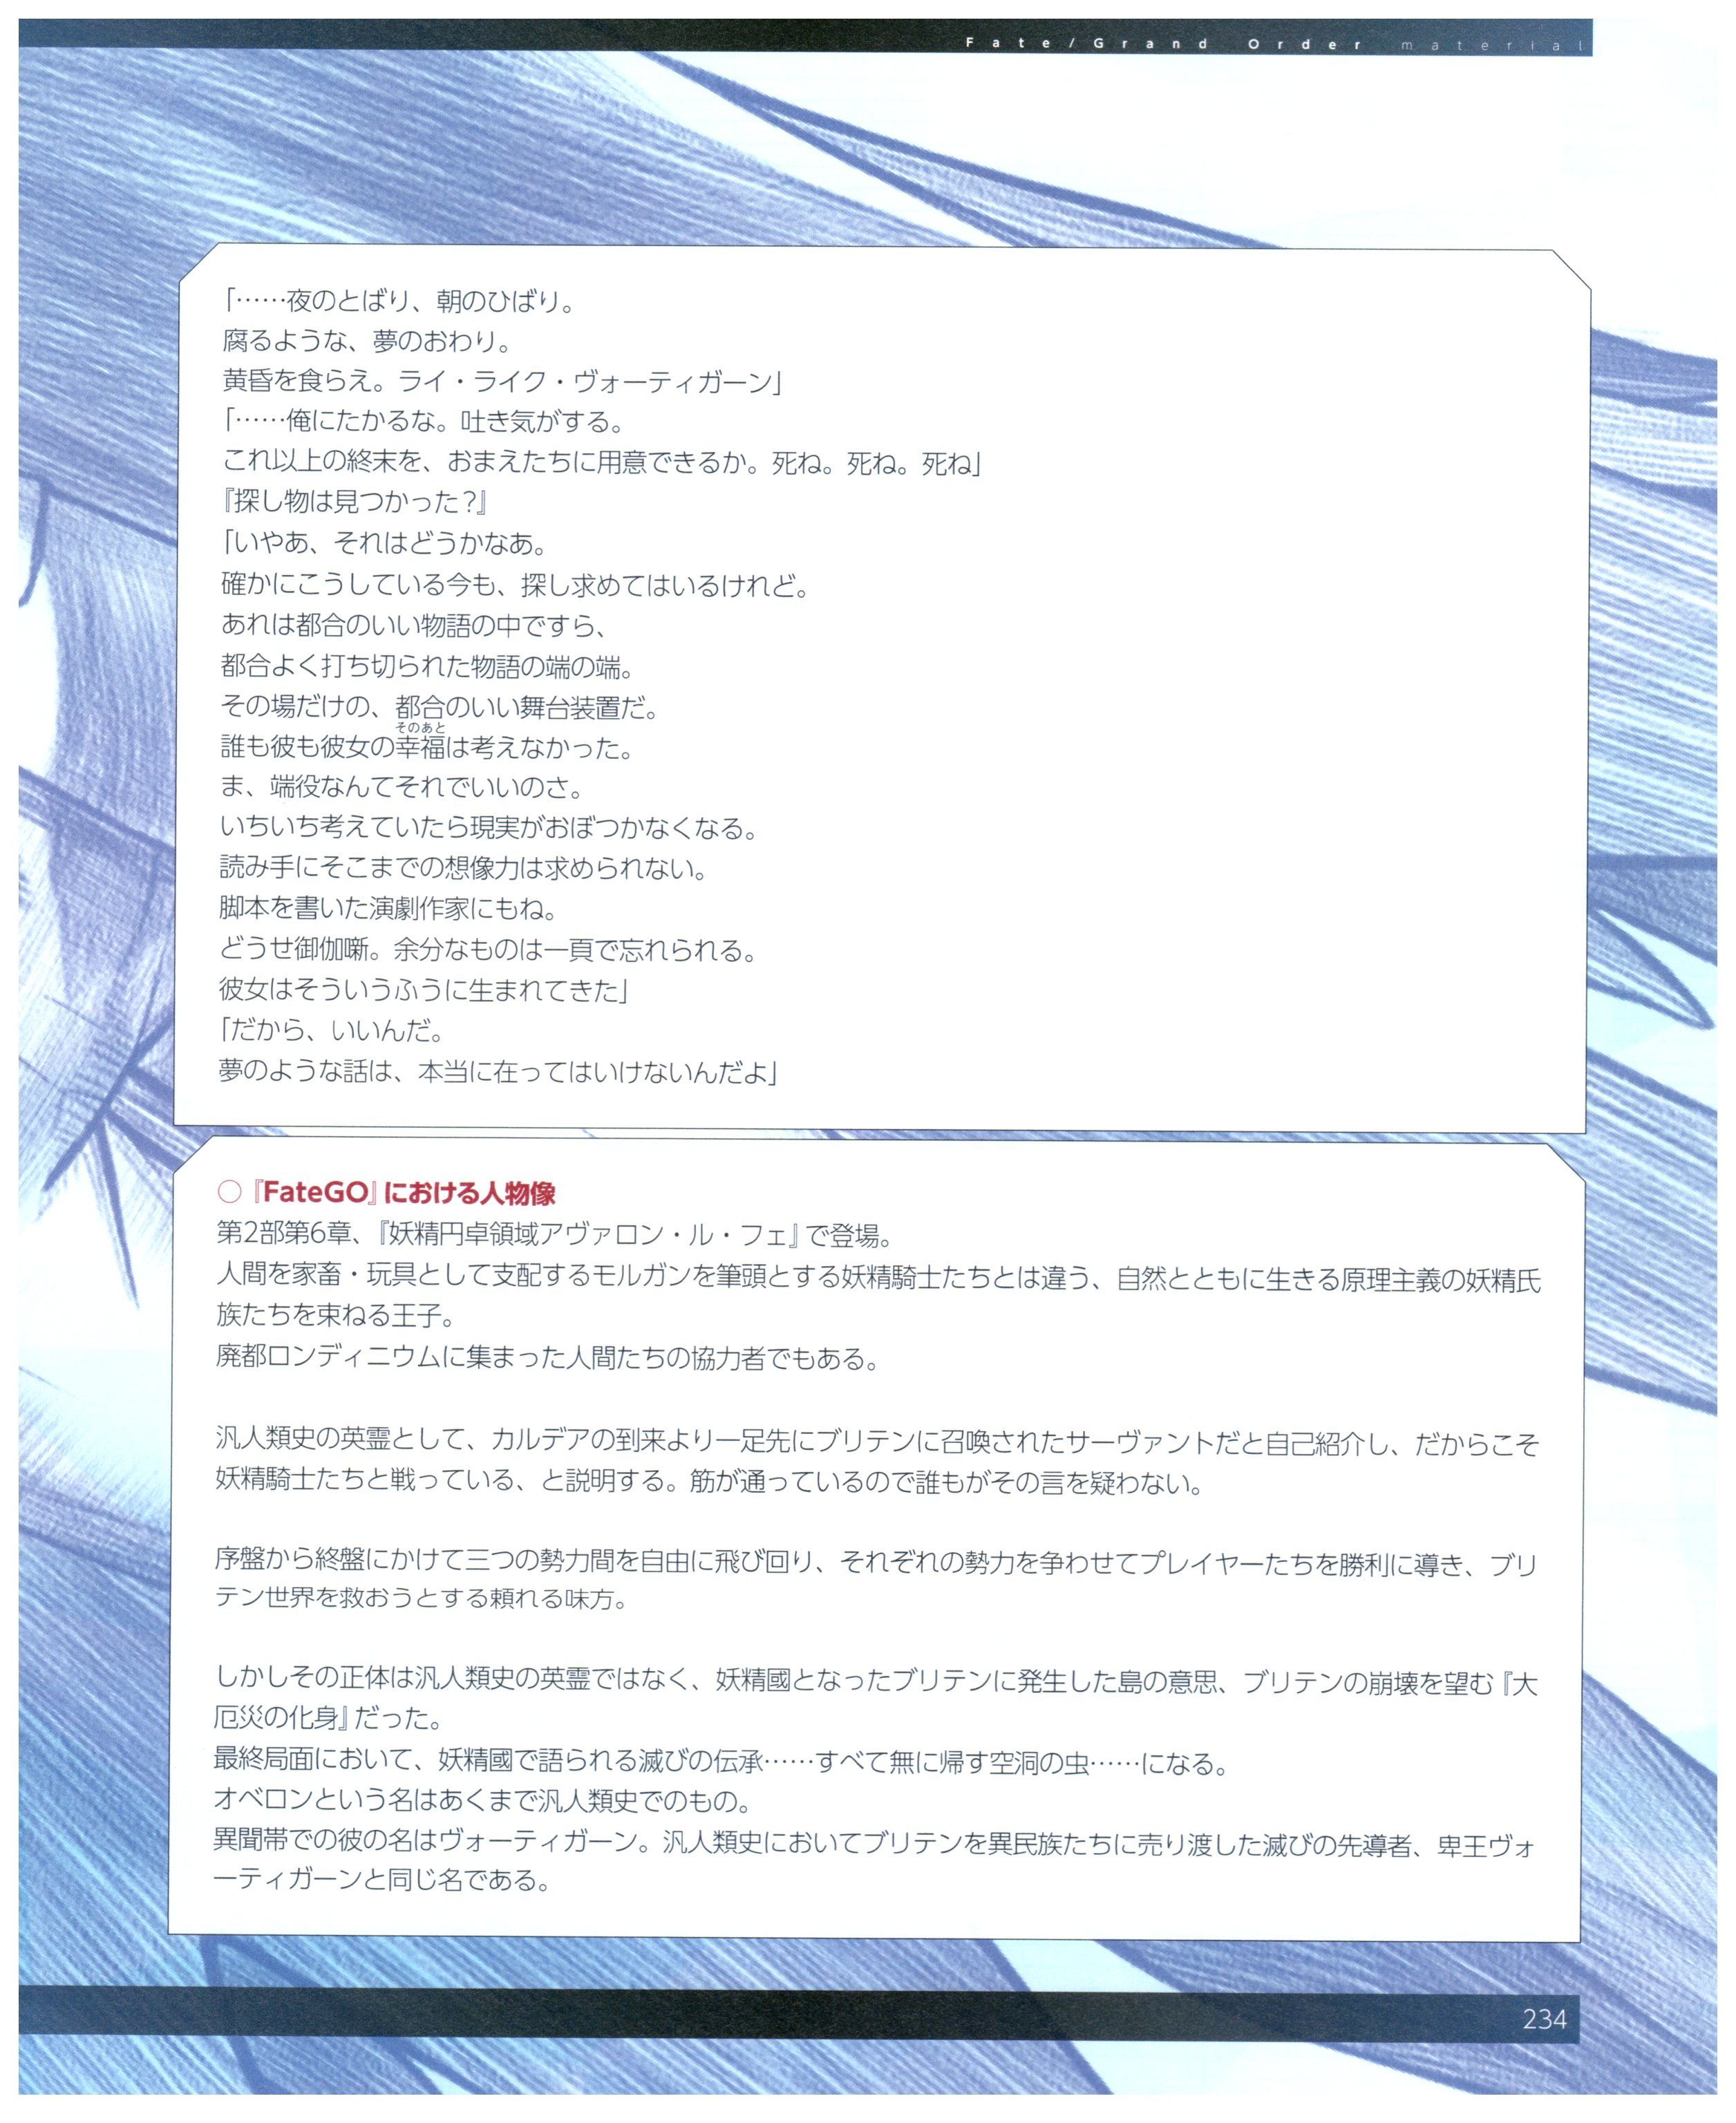 Fate/Grand Order material
「……夜のとばり、朝のひばり。
腐るような、夢のおわり。
黄昏を食らえ。ライ・ライク・ヴォーティガーン」
「……俺にたかるな。吐き気がする。
これ以上の終末を、おまえたちに用意できるか。死ね。死ね。死ね」
『探し物は見つかった？』
「いやあ、それはどうかなあ。
確かにこうしている今も、探し求めてはいるけれど。
あれは都合のいい物語の中ですら、
都合よく打ち切られた物語の端の端。
その場だけの、都合のいい舞台装置だ。
そのあと
誰も彼も彼女の幸福は考えなかった。
ま、端役なんてそれでいいのさ。
いちいち考えていたら現実がおぼつかなくなる。
読み手にそこまでの想像力は求められない。
脚本を書いた演劇作家にもね。
どうせ御伽噺。余分なものは一頁で忘れられる。
彼女はそういうふうに生まれてきた」
「だから、いいんだ。
夢のような話は、本当に在ってはいけないんだよ」
○『FateGO』における人物像
第2部第6章、『妖精円卓領域アヴァロン・ル・フェ』で登場。
人間を家畜・玩具として支配するモルガンを筆頭とする妖精騎士たちとは違う、自然とともに生きる原理主義の妖精氏
族たちを束ねる王子。
廃都ロンディニウムに集まった人間たちの協力者でもある。
汎人類史の英霊として、カルデアの到来より一足先にブリテンに召喚されたサーヴァントだと自己紹介し、だからこそ
妖精騎士たちと戦っている、と説明する。筋が通っているので誰もがその言を疑わない。
序盤から終盤にかけて三つの勢力間を自由に飛び回り、それぞれの勢力を争わせてプレイヤーたちを勝利に導き、ブリ
テン世界を救おうとする頼れる味方。
しかしその正体は汎人類史の英霊ではなく、妖精國となったブリテンに発生した島の意思、ブリテンの崩壊を望む『大
厄災の化身』だった。
最終局面において、妖精國で語られる滅びの伝承……すべて無に帰す空洞の虫……になる。
オベロンという名はあくまで汎人類史でのもの。
異聞帯での彼の名はヴォーティガーン。汎人類史においてブリテンを異民族たちに売り渡した滅びの先導者、卑王ヴォ
ーティガーンと同じ名である。
234